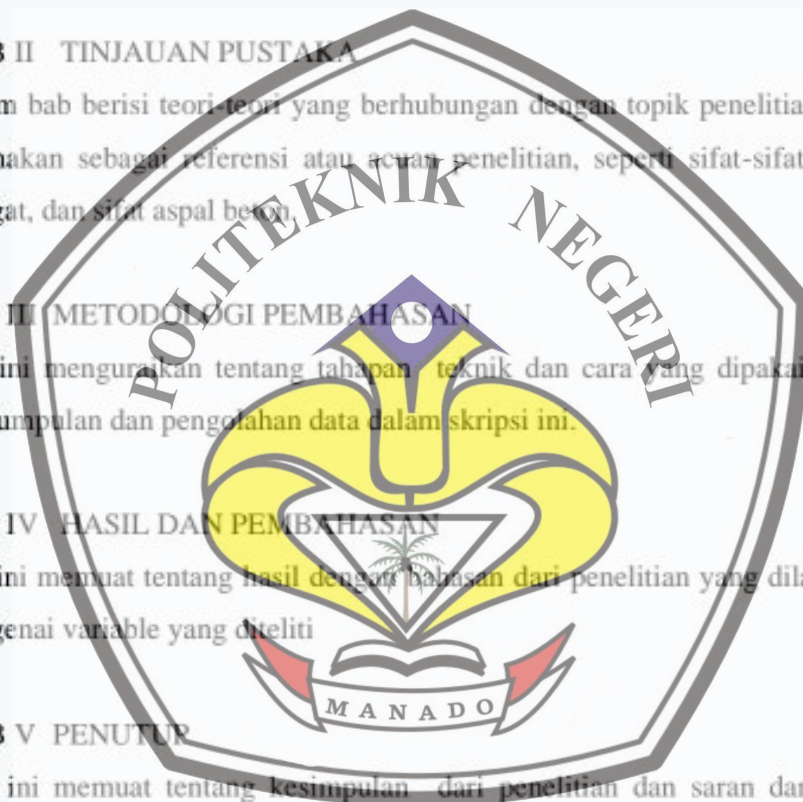 II TINJAUAN PUSTAKA
bab berisi teori-teori yang berhubungan dengan topik penelitia
akan sebagai referensi atau acuan penelitian, seperti sifat-sifat
gat, dan sifat aspal beton.
POLITEKNIK NEGERI
III METODOLOGI PEMBAHASAN
ini menguraikan tentang tahapan teknik dan cara yang dipakai
umpulan dan pengolahan data dalam skripsi ini.
IV HASIL DAN PEMBAHASAN
ini memuat tentang hasil dengan bahasan dari penelitian yang dila
genai variable yang diteliti
MANADO
V PENUTUP
ini memuat tentang kesimpulan dari penelitian dan saran dar